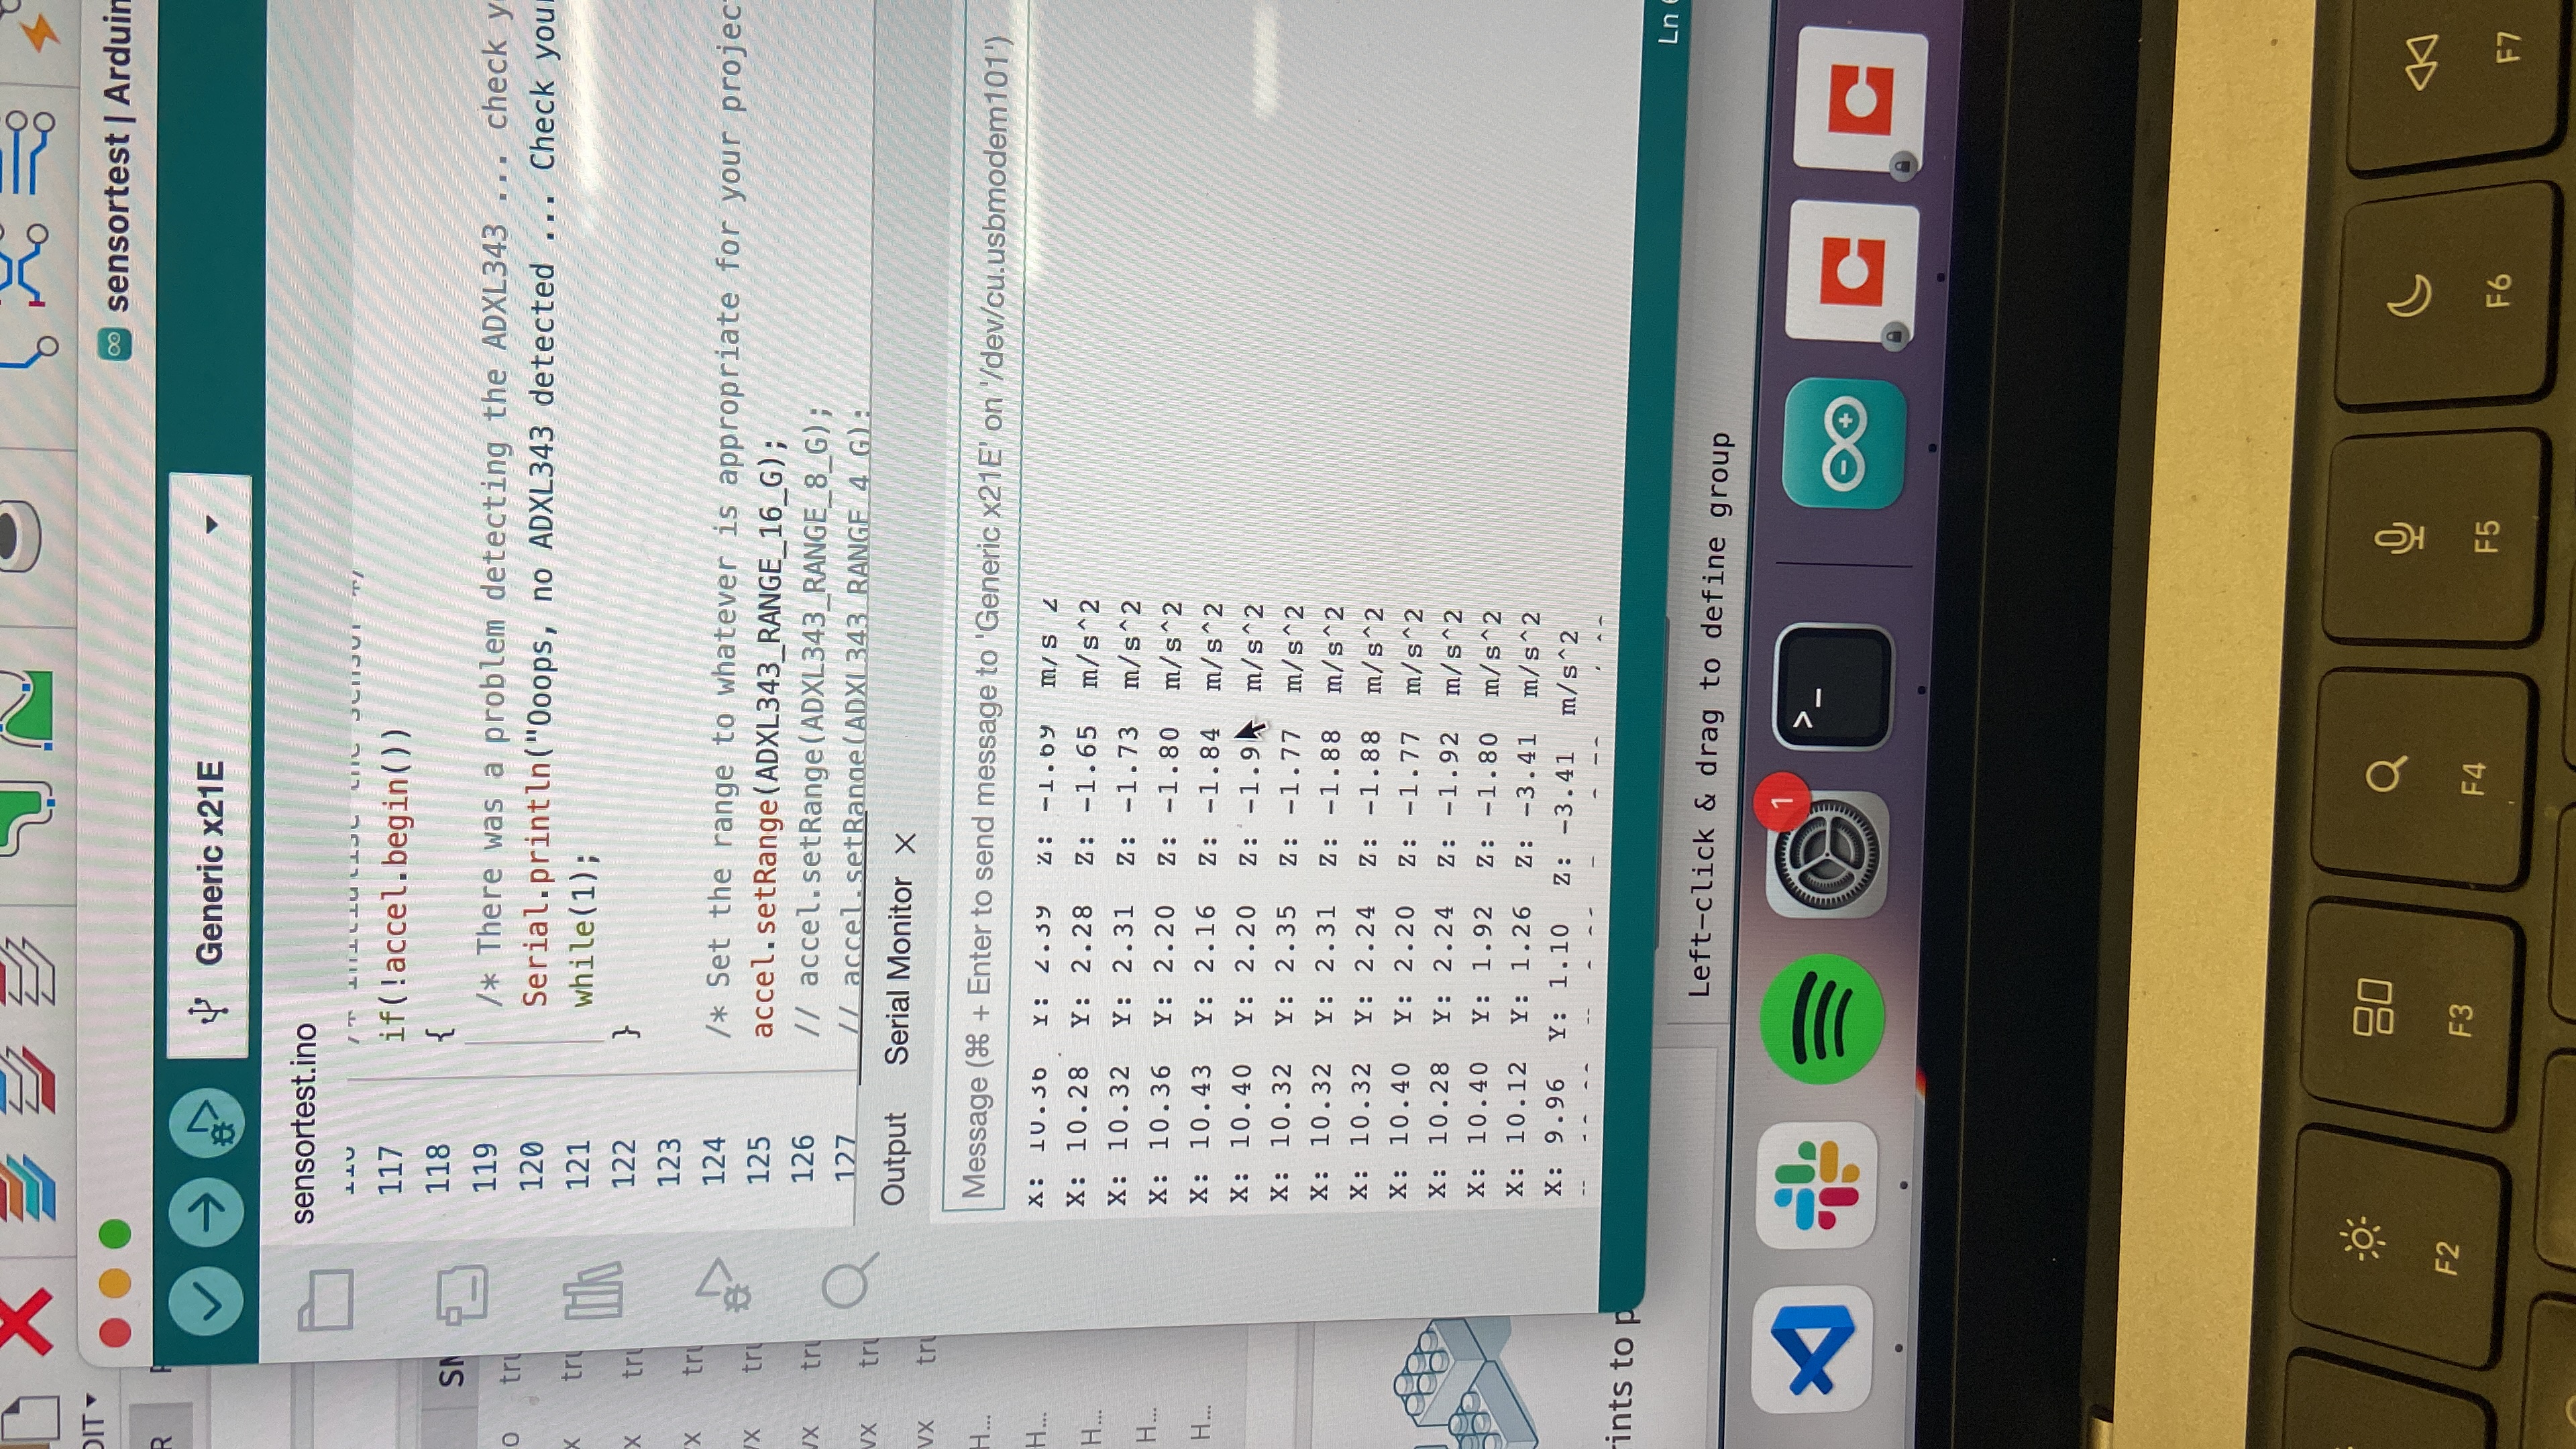 DIT
sensortest | Arduin
R
Generic x21E
sensortest.ino
/* Initialise the sensor */
117 if(!accel.begin())
118 {
SM
119 /* There was a problem detecting the ADXL343 ... check y
o tru
120 Serial.println("Ooops, no ADXL343 detected ... Check you
x tru
121 while(1);
x tru
122 }
123
x tru
124 /* Set the range to whatever is appropriate for your projec
vx tru
125 accel.setRange(ADXL343_RANGE_16_G);
vx tru
126 // accel.setRange(ADXL343_RANGE_8_G);
127 // accel.setRange(ADXL343_RANGE_4_G);
vx tru
Output Serial Monitor
vx tru
H...
Message (⌘ + Enter to send message to 'Generic x21E' on '/dev/cu.usbmodem101')
H...
X: 10.36 Y: 2.39 Z: -1.69 m/s^2
X: 10.28 Y: 2.28 Z: -1.65 m/s^2
H...
X: 10.32 Y: 2.31 Z: -1.73 m/s^2
H...
X: 10.36 Y: 2.20 Z: -1.80 m/s^2
H...
X: 10.43 Y: 2.16 Z: -1.84 m/s^2
X: 10.40 Y: 2.20 Z: -1.9 m/s^2
X: 10.32 Y: 2.35 Z: -1.77 m/s^2
X: 10.32 Y: 2.31 Z: -1.88 m/s^2
X: 10.32 Y: 2.24 Z: -1.88 m/s^2
X: 10.40 Y: 2.20 Z: -1.77 m/s^2
X: 10.28 Y: 2.24 Z: -1.92 m/s^2
X: 10.40 Y: 1.92 Z: -1.80 m/s^2
X: 10.12 Y: 1.26 Z: -3.41 m/s^2
X: 9.96 Y: 1.10 Z: -3.41 m/s^2
rints to p
Ln
Left-click & drag to define group
1
>_
F2
F3
F4
F5
F6
F7